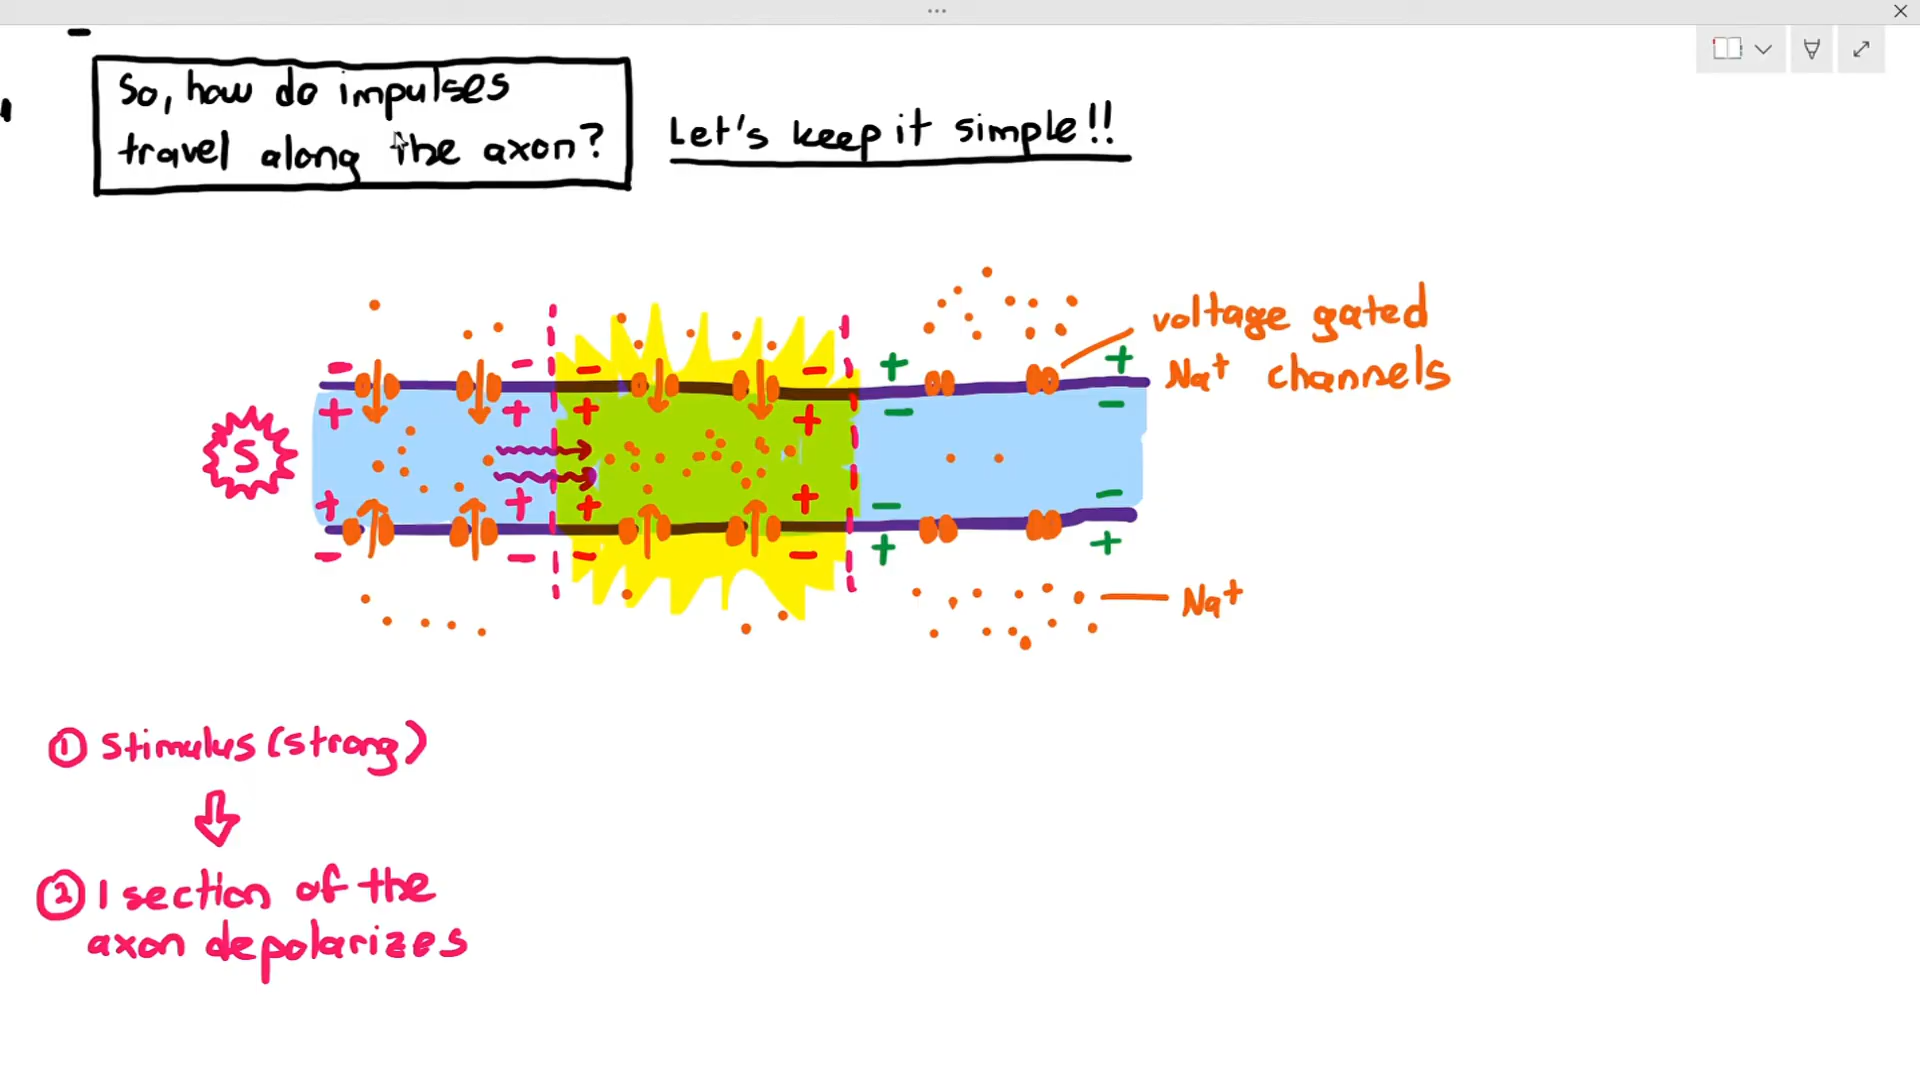 So, how do impulses
travel along the axon?
Let's keep it simple!!
voltage gated
Na+ channels
S
Na+
① Stimulus (strong)
② 1 section of the
axon depolarizes